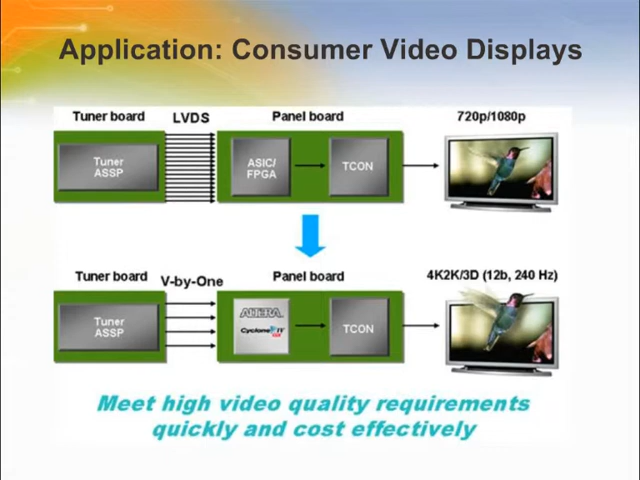 Application: Consumer Video Displays
Tuner board LVDS Panel board 720p/1080p
Tuner
ASSP
ASIC/
FPGA
TCON
Tuner board V-by-One Panel board 4K2K/3D (12b, 240 Hz)
Tuner
ASSP
ALTERA
Cyclone IV
GX
TCON
Meet high video quality requirements
quickly and cost effectively